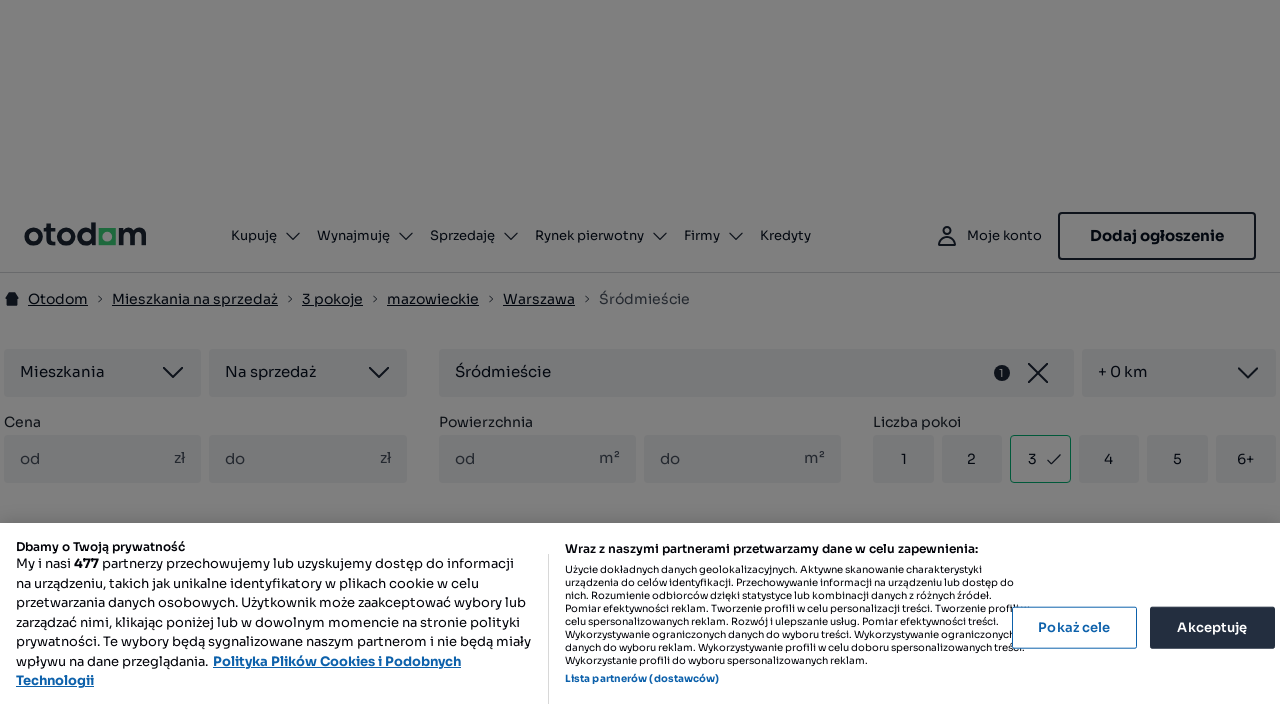 otodom
Kupuję Wynajmuję Sprzedaję Rynek pierwotny Firmy Kredyty Moje konto Dodaj ogłoszenie
Otodom Mieszkania na sprzedaż 3 pokoje mazowieckie Warszawa Śródmieście
Mieszkania Na sprzedaż Śródmieście 1 + 0 km
Cena Powierzchnia Liczba pokoi
od zł do zł od m² do m² 1 2 3 4 5 6+
Dbamy o Twoją prywatność
My i nasi 477 partnerzy przechowujemy lub uzyskujemy dostęp do informacji
na urządzeniu, takich jak unikalne identyfikatory w plikach cookie w celu
przetwarzania danych osobowych. Użytkownik może zaakceptować wybory lub
zarządzać nimi, klikając poniżej lub w dowolnym momencie na stronie polityki
prywatności. Te wybory będą sygnalizowane naszym partnerom i nie będą miały
wpływu na dane przeglądania. Polityka Plików Cookies i Podobnych
Technologii
Wraz z naszymi partnerami przetwarzamy dane w celu zapewnienia:
Użycie dokładnych danych geolokalizacyjnych. Aktywne skanowanie charakterystyki
urządzenia do celów identyfikacji. Przechowywanie informacji na urządzeniu lub dostęp do
nich. Rozumienie odbiorców dzięki statystyce lub kombinacji danych z różnych źródeł.
Pomiar efektywności reklam. Tworzenie profili w celu personalizacji treści. Tworzenie profili w
celu spersonalizowanych reklam. Rozwój i ulepszanie usług. Pomiar efektywności treści.
Wykorzystywanie ograniczonych danych do wyboru treści. Wykorzystywanie ograniczonych
danych do wyboru reklam. Wykorzystywanie profili w celu doboru spersonalizowanych treści.
Wykorzystanie profili do wyboru spersonalizowanych reklam.
Lista partnerów (dostawców)
Pokaż cele
Akceptuję